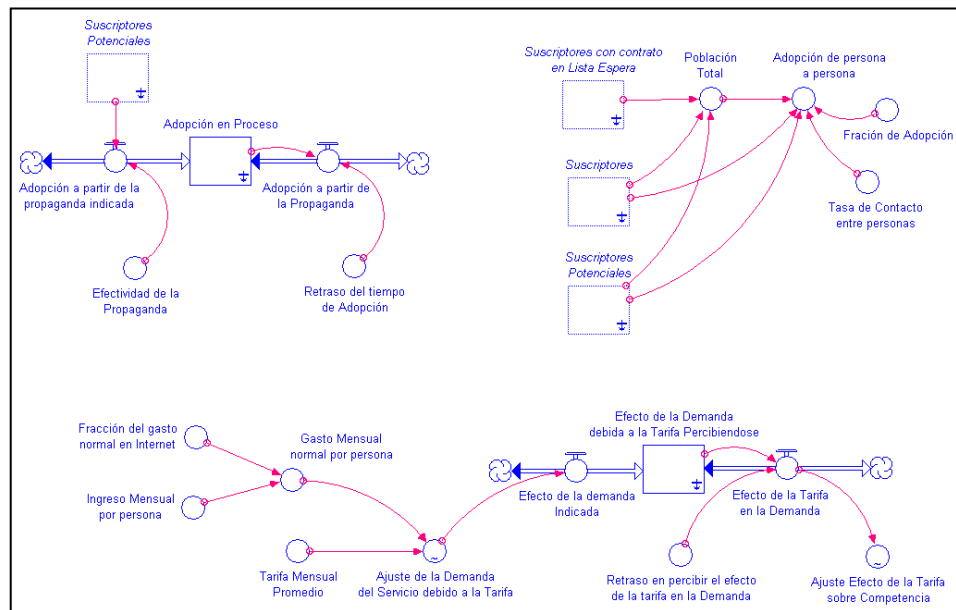 Suscriptores
Potenciales
Adopción en Proceso
Adopción a partir de la
propaganda indicada
Adopción a partir de
la Propaganda
Efectividad de la
Propaganda
Retraso del tiempo
de Adopción
Suscriptores con contrato
en Lista Espera
Población
Total
Adopción de persona
a persona
Fración de Adopción
Suscriptores
Tasa de Contacto
entre personas
Suscriptores
Potenciales
Fracción del gasto
normal en Internet
Gasto Mensual
normal por persona
Ingreso Mensual
por persona
Tarifa Mensual
Promedio
Ajuste de la Demanda
del Servicio debido a la Tarifa
Efecto de la Demanda
debida a la Tarifa Percibiendose
Efecto de la demanda
Indicada
Efecto de la Tarifa
en la Demanda
Retraso en percibir el efecto
de la tarifa en la Demanda
Ajuste Efecto de la Tarifa
sobre Competencia